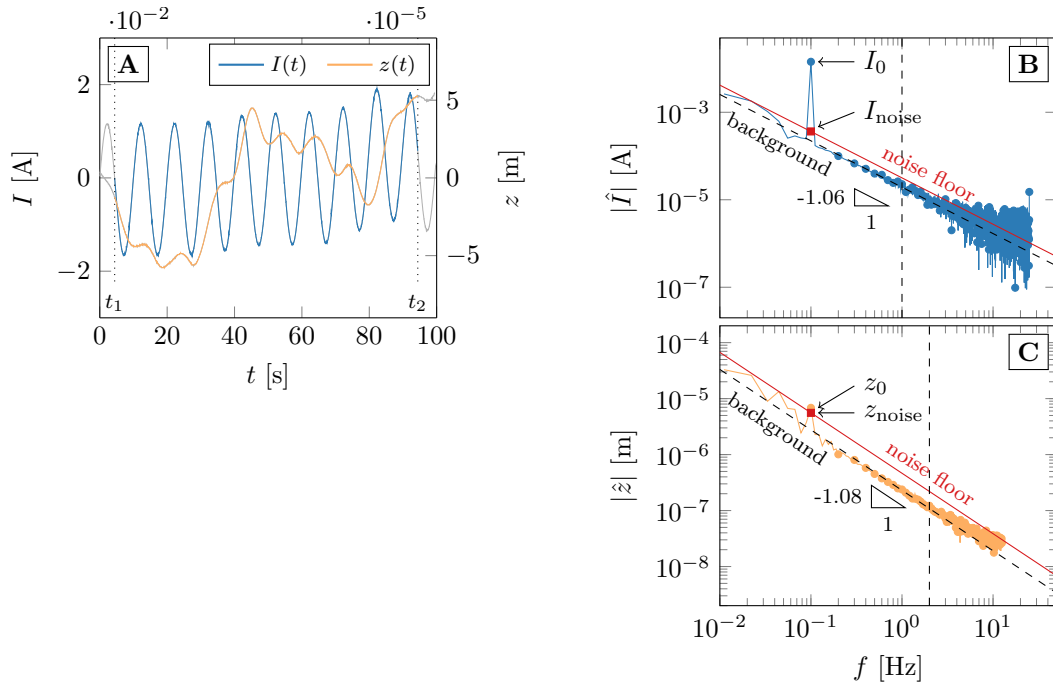 ·10⁻²
·10⁻⁵
A
I(t)
z(t)
2
0
−2
I [A]
5
0
−5
z [m]
t₁
t₂
0 20 40 60 80 100
t [s]
B
I₀
I_noise
10⁻³
10⁻⁵
10⁻⁷
|Î| [A]
background
noise floor
-1.06
1
C
z₀
z_noise
10⁻⁴
10⁻⁵
10⁻⁶
10⁻⁷
10⁻⁸
|ẑ| [m]
background
noise floor
-1.08
1
10⁻² 10⁻¹ 10⁰ 10¹
f [Hz]